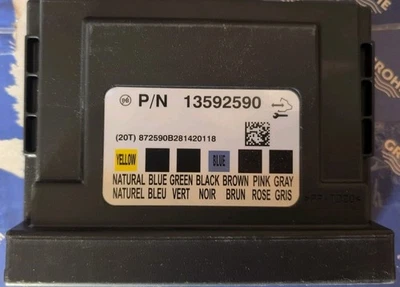 P/N 13592590
(20T) 872590B281420118
YELLOW BLUE
NATURAL BLUE GREEN BLACK BROWN PINK GRAY
NATUREL BLEU VERT NOIR BRUN ROSE GRIS
GROHE